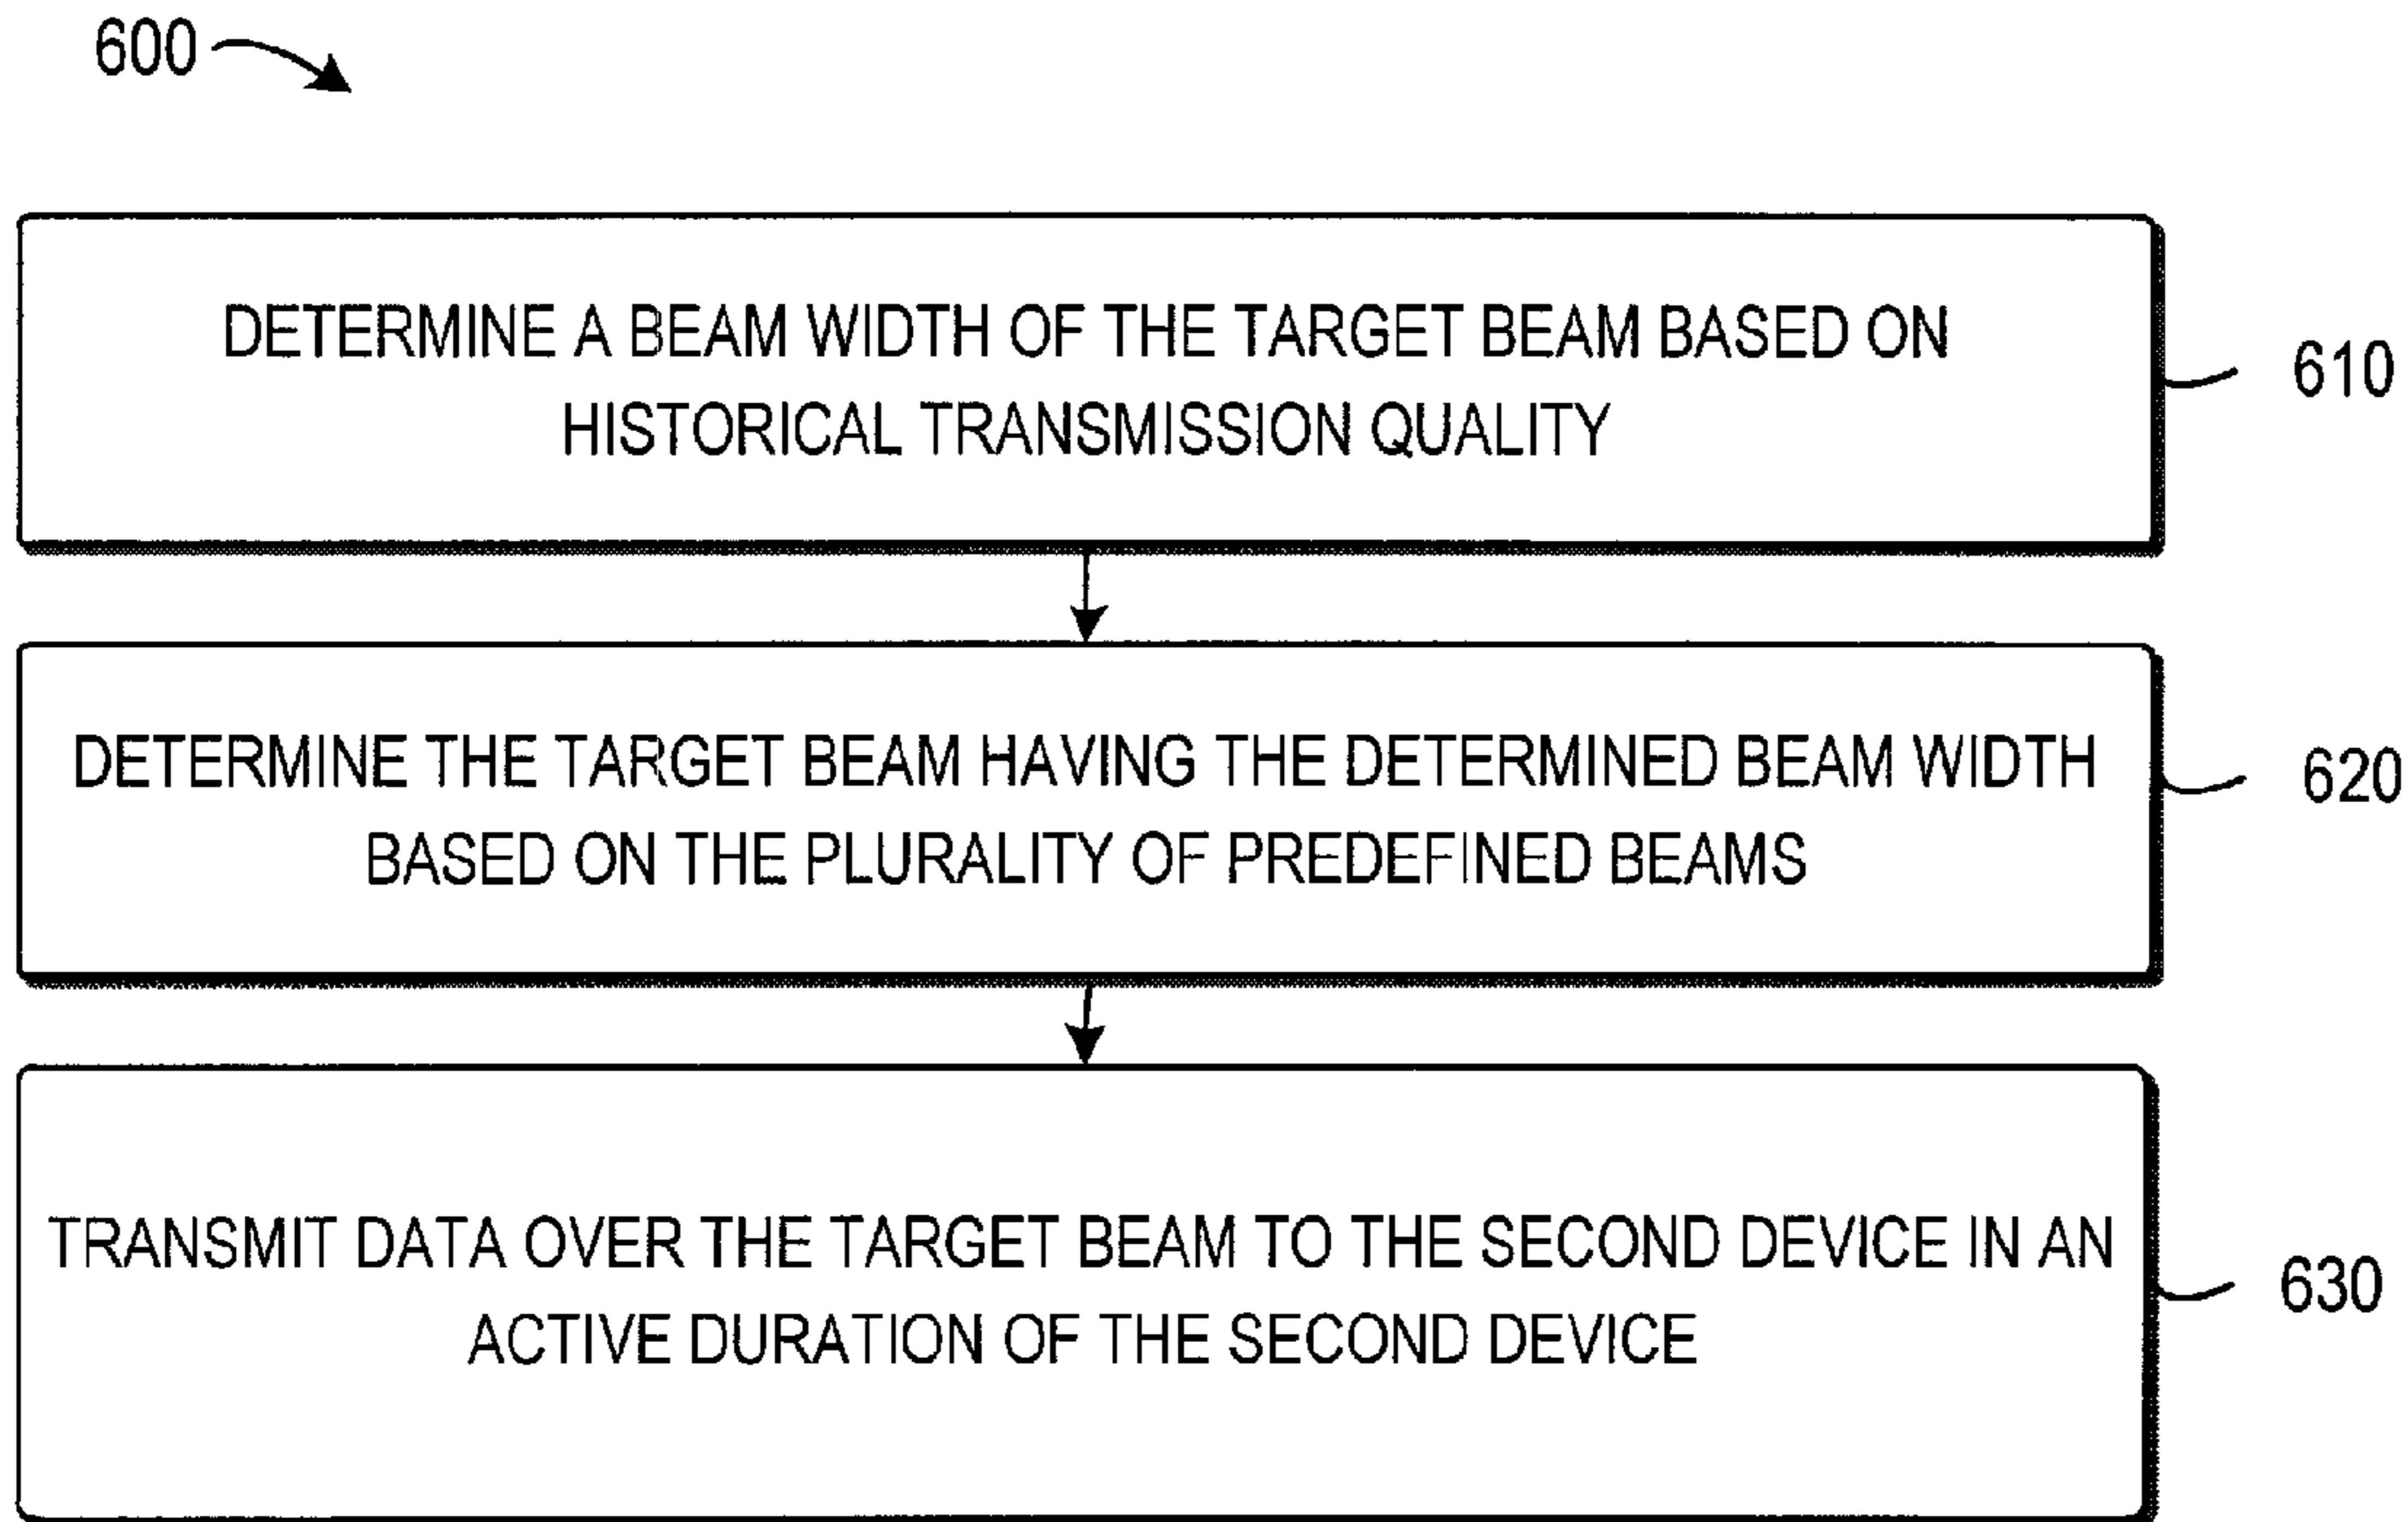 600
DETERMINE A BEAM WIDTH OF THE TARGET BEAM BASED ON
HISTORICAL TRANSMISSION QUALITY
610
DETERMINE THE TARGET BEAM HAVING THE DETERMINED BEAM WIDTH
BASED ON THE PLURALITY OF PREDEFINED BEAMS
620
TRANSMIT DATA OVER THE TARGET BEAM TO THE SECOND DEVICE IN AN
ACTIVE DURATION OF THE SECOND DEVICE
630